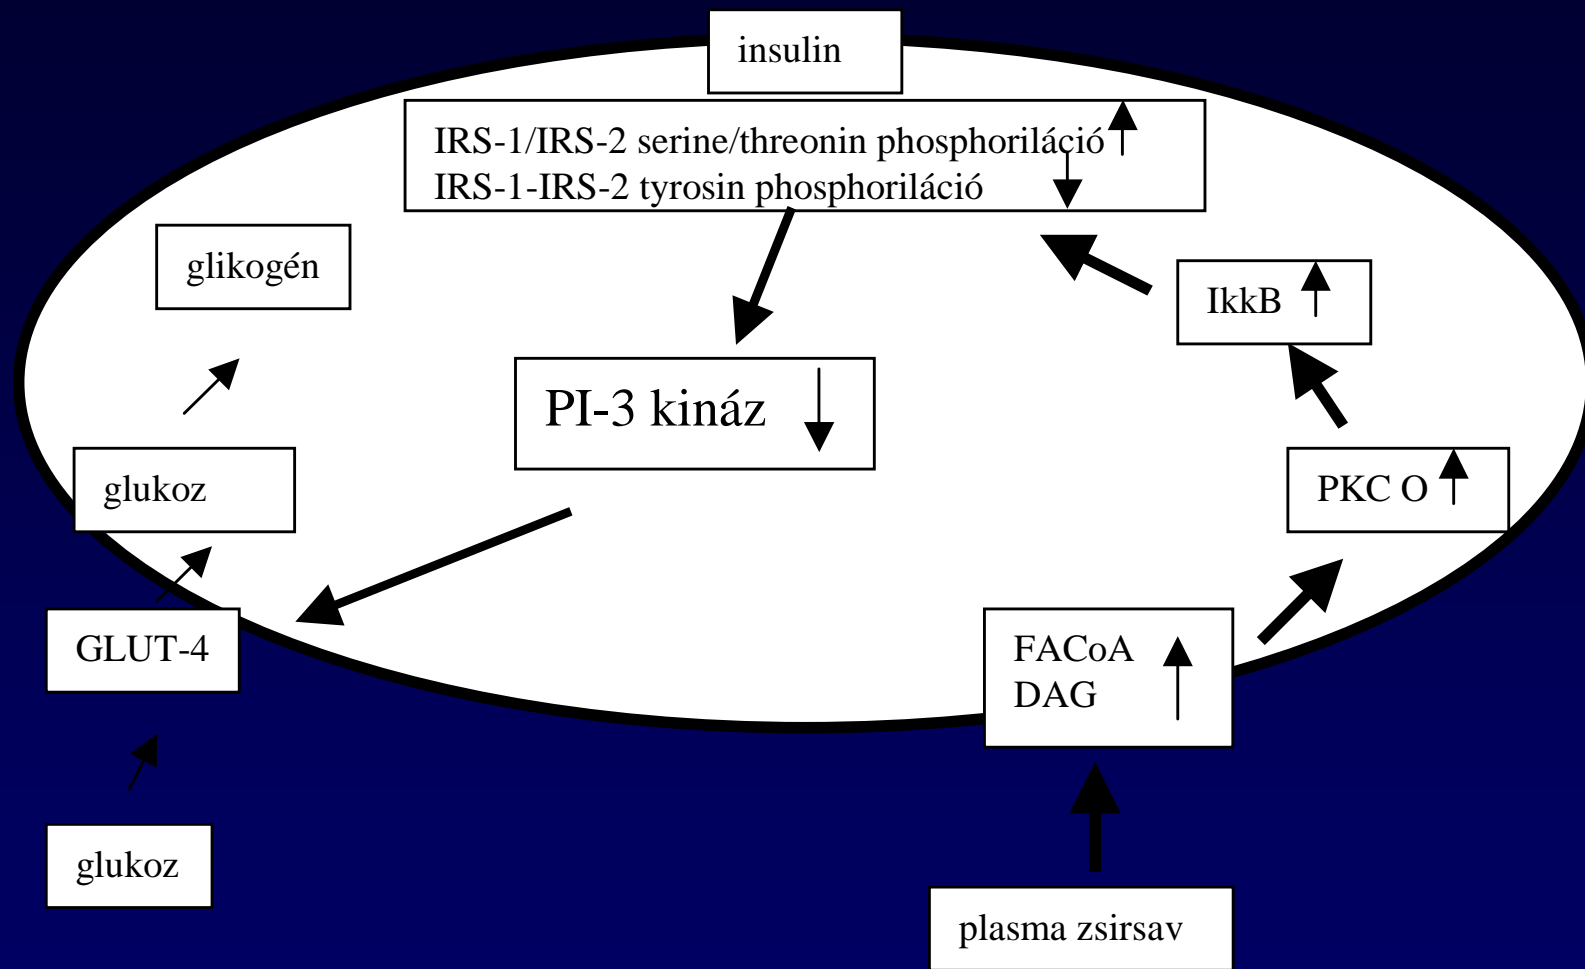 insulin
IRS-1/IRS-2 serine/threonin phosphoriláció
IRS-1-IRS-2 tyrosin phosphoriláció
glikogén
IkkB
PI-3 kináz
glukoz
PKC O
GLUT-4
FACoA
DAG
glukoz
plasma zsirsav